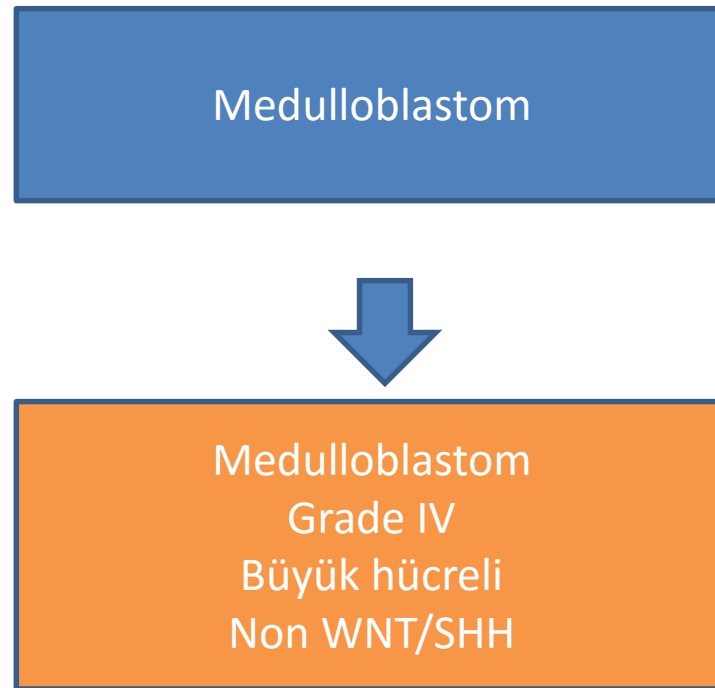 Medulloblastom
Medulloblastom
Grade IV
Büyük hücreli
Non WNT/SHH